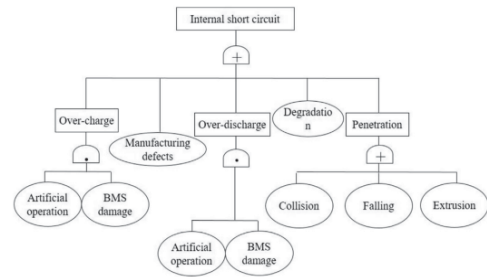 Internal short circuit
+
Over-charge
Manufacturing
defects
Over-discharge
Degradatio
n
Penetration
+
Artificial
operation
BMS
damage
Collision
Falling
Extrusion
Artificial
operation
BMS
damage